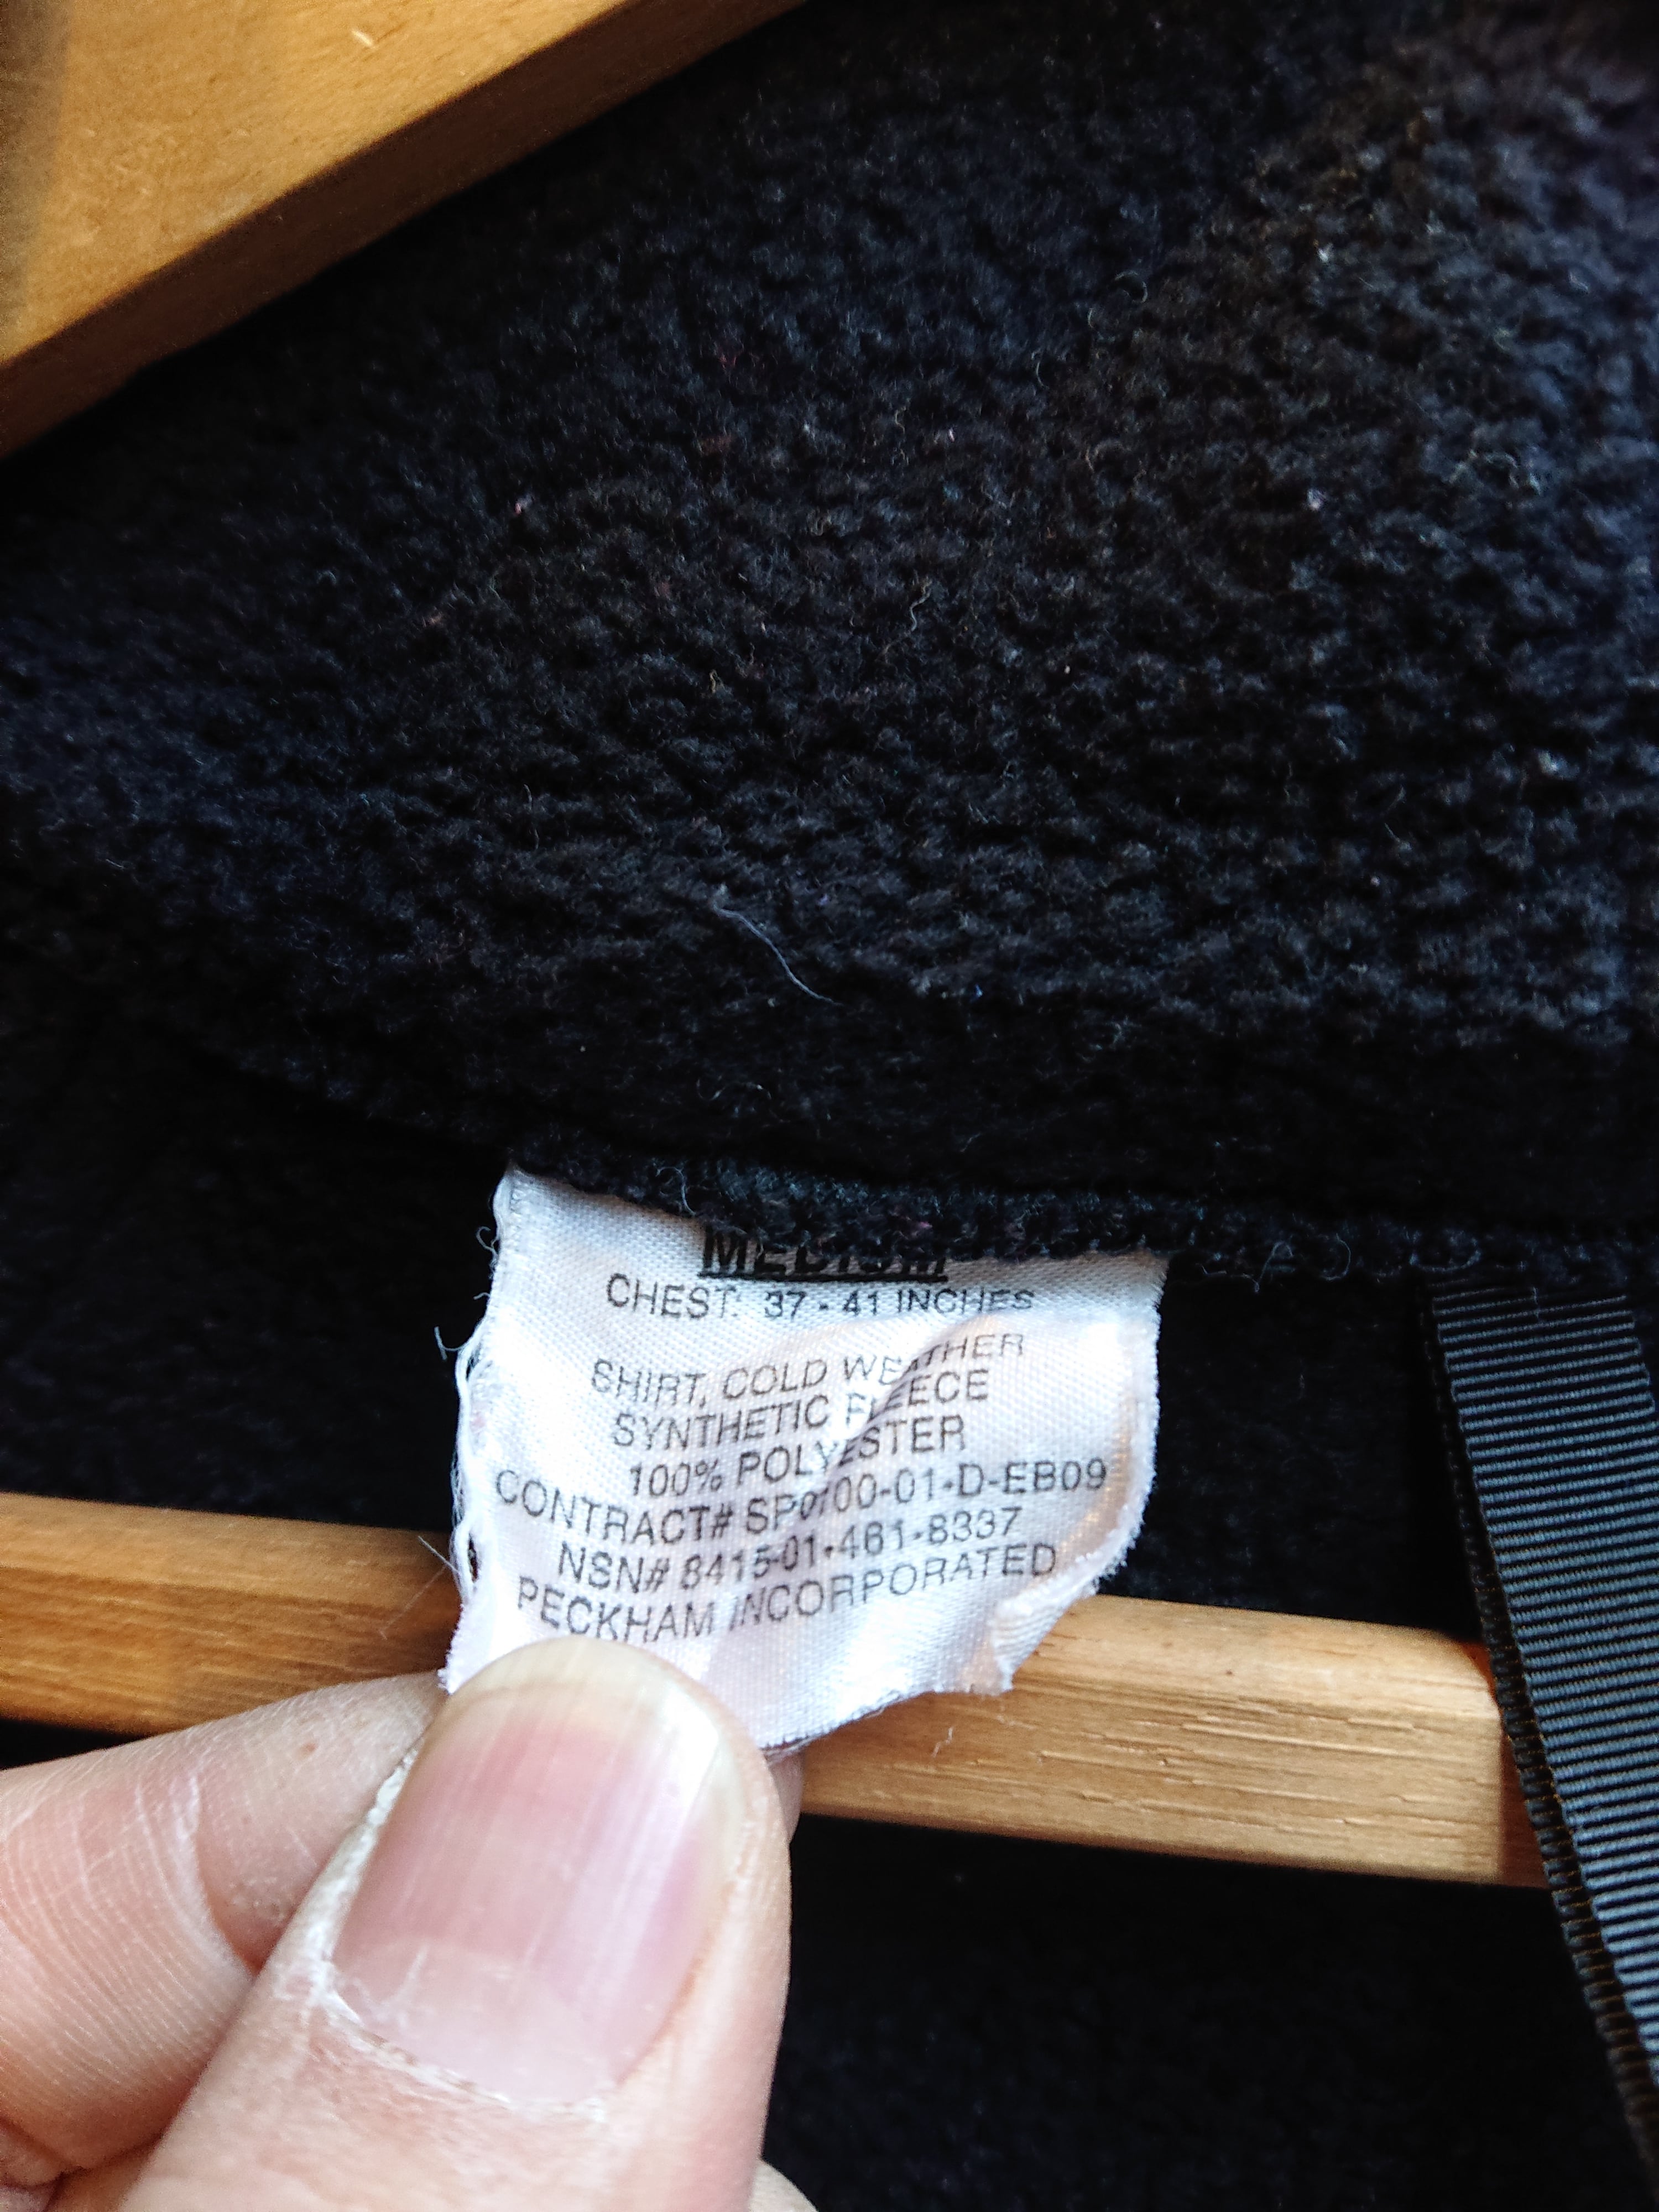 MEDIUM
CHEST: 37 - 41 INCHES
SHIRT, COLD WEATHER
SYNTHETIC FLEECE
100% POLYESTER
CONTRACT# SP0100-01-D-EB09
NSN# 8415-01-461-8337
PECKHAM INCORPORATED